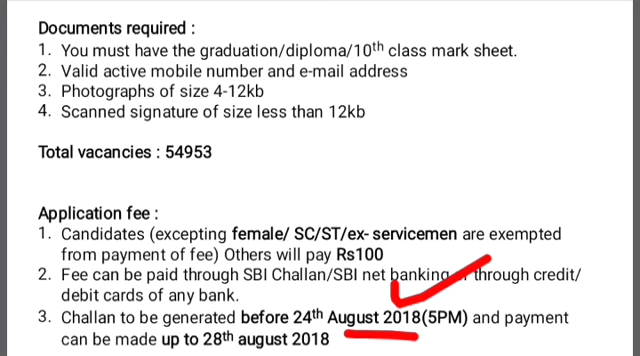 Documents required :
1. You must have the graduation/diploma/10th class mark sheet.
2. Valid active mobile number and e-mail address
3. Photographs of size 4-12kb
4. Scanned signature of size less than 12kb
Total vacancies : 54953
Application fee :
1. Candidates (excepting female/ SC/ST/ex- servicemen are exempted
from payment of fee) Others will pay Rs100
2. Fee can be paid through SBI Challan/SBI net banking through credit/
debit cards of any bank.
3. Challan to be generated before 24th August 2018(5PM) and payment
can be made up to 28th august 2018